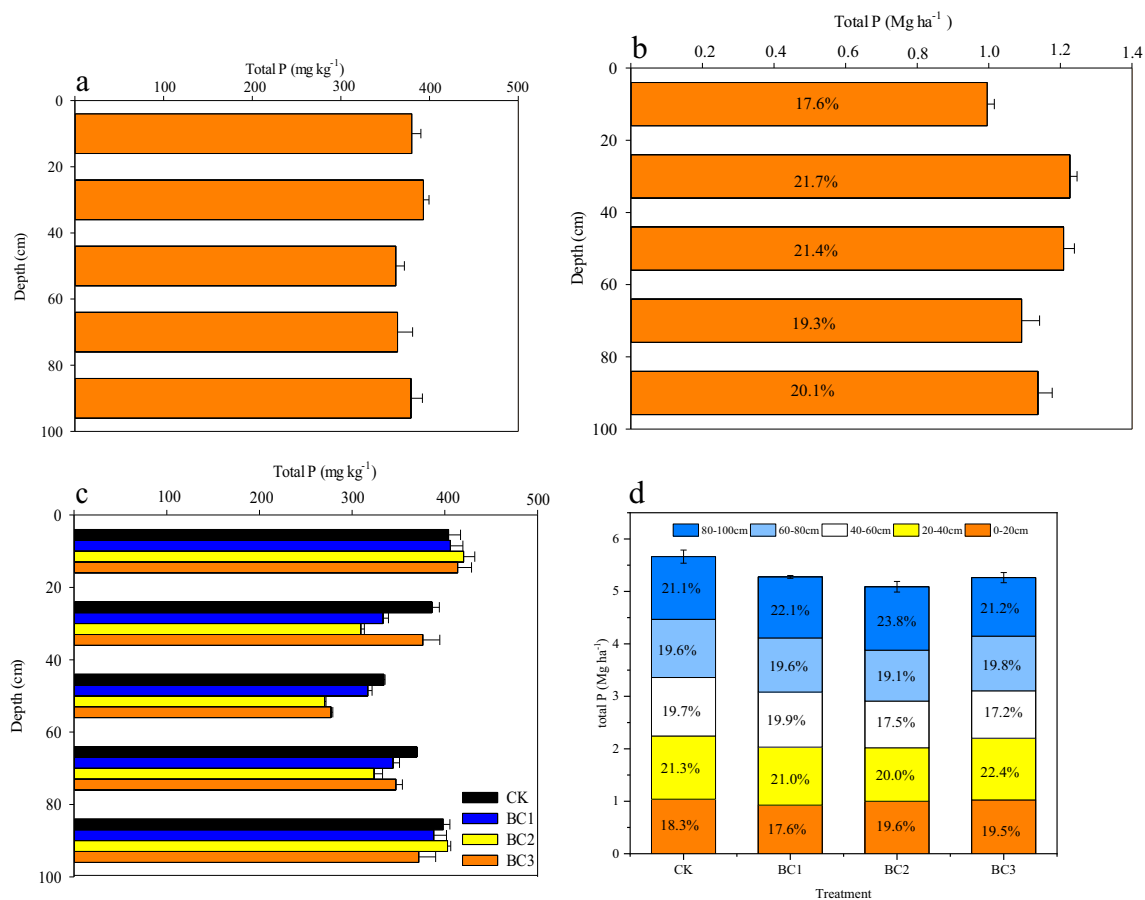 a
Total P (mg kg⁻¹)
0 100 200 300 400 500
0
20
40
60
80
100
Depth (cm)
b
Total P (Mg ha⁻¹)
0.2 0.4 0.6 0.8 1.0 1.2 1.4
0
20
40
60
80
100
Depth (cm)
17.6%
21.7%
21.4%
19.3%
20.1%
c
Total P (mg kg⁻¹)
100 200 300 400 500
0
20
40
60
80
100
Depth (cm)
CK
BC1
BC2
BC3
d
80-100cm 60-80cm 40-60cm 20-40cm 0-20cm
6
5
4
3
2
1
0
total P (Mg ha⁻¹)
21.1% 22.1% 23.8% 21.2%
19.6% 19.6% 19.1% 19.8%
19.7% 19.9% 17.5% 17.2%
21.3% 21.0% 20.0% 22.4%
18.3% 17.6% 19.6% 19.5%
CK BC1 BC2 BC3
Treatment